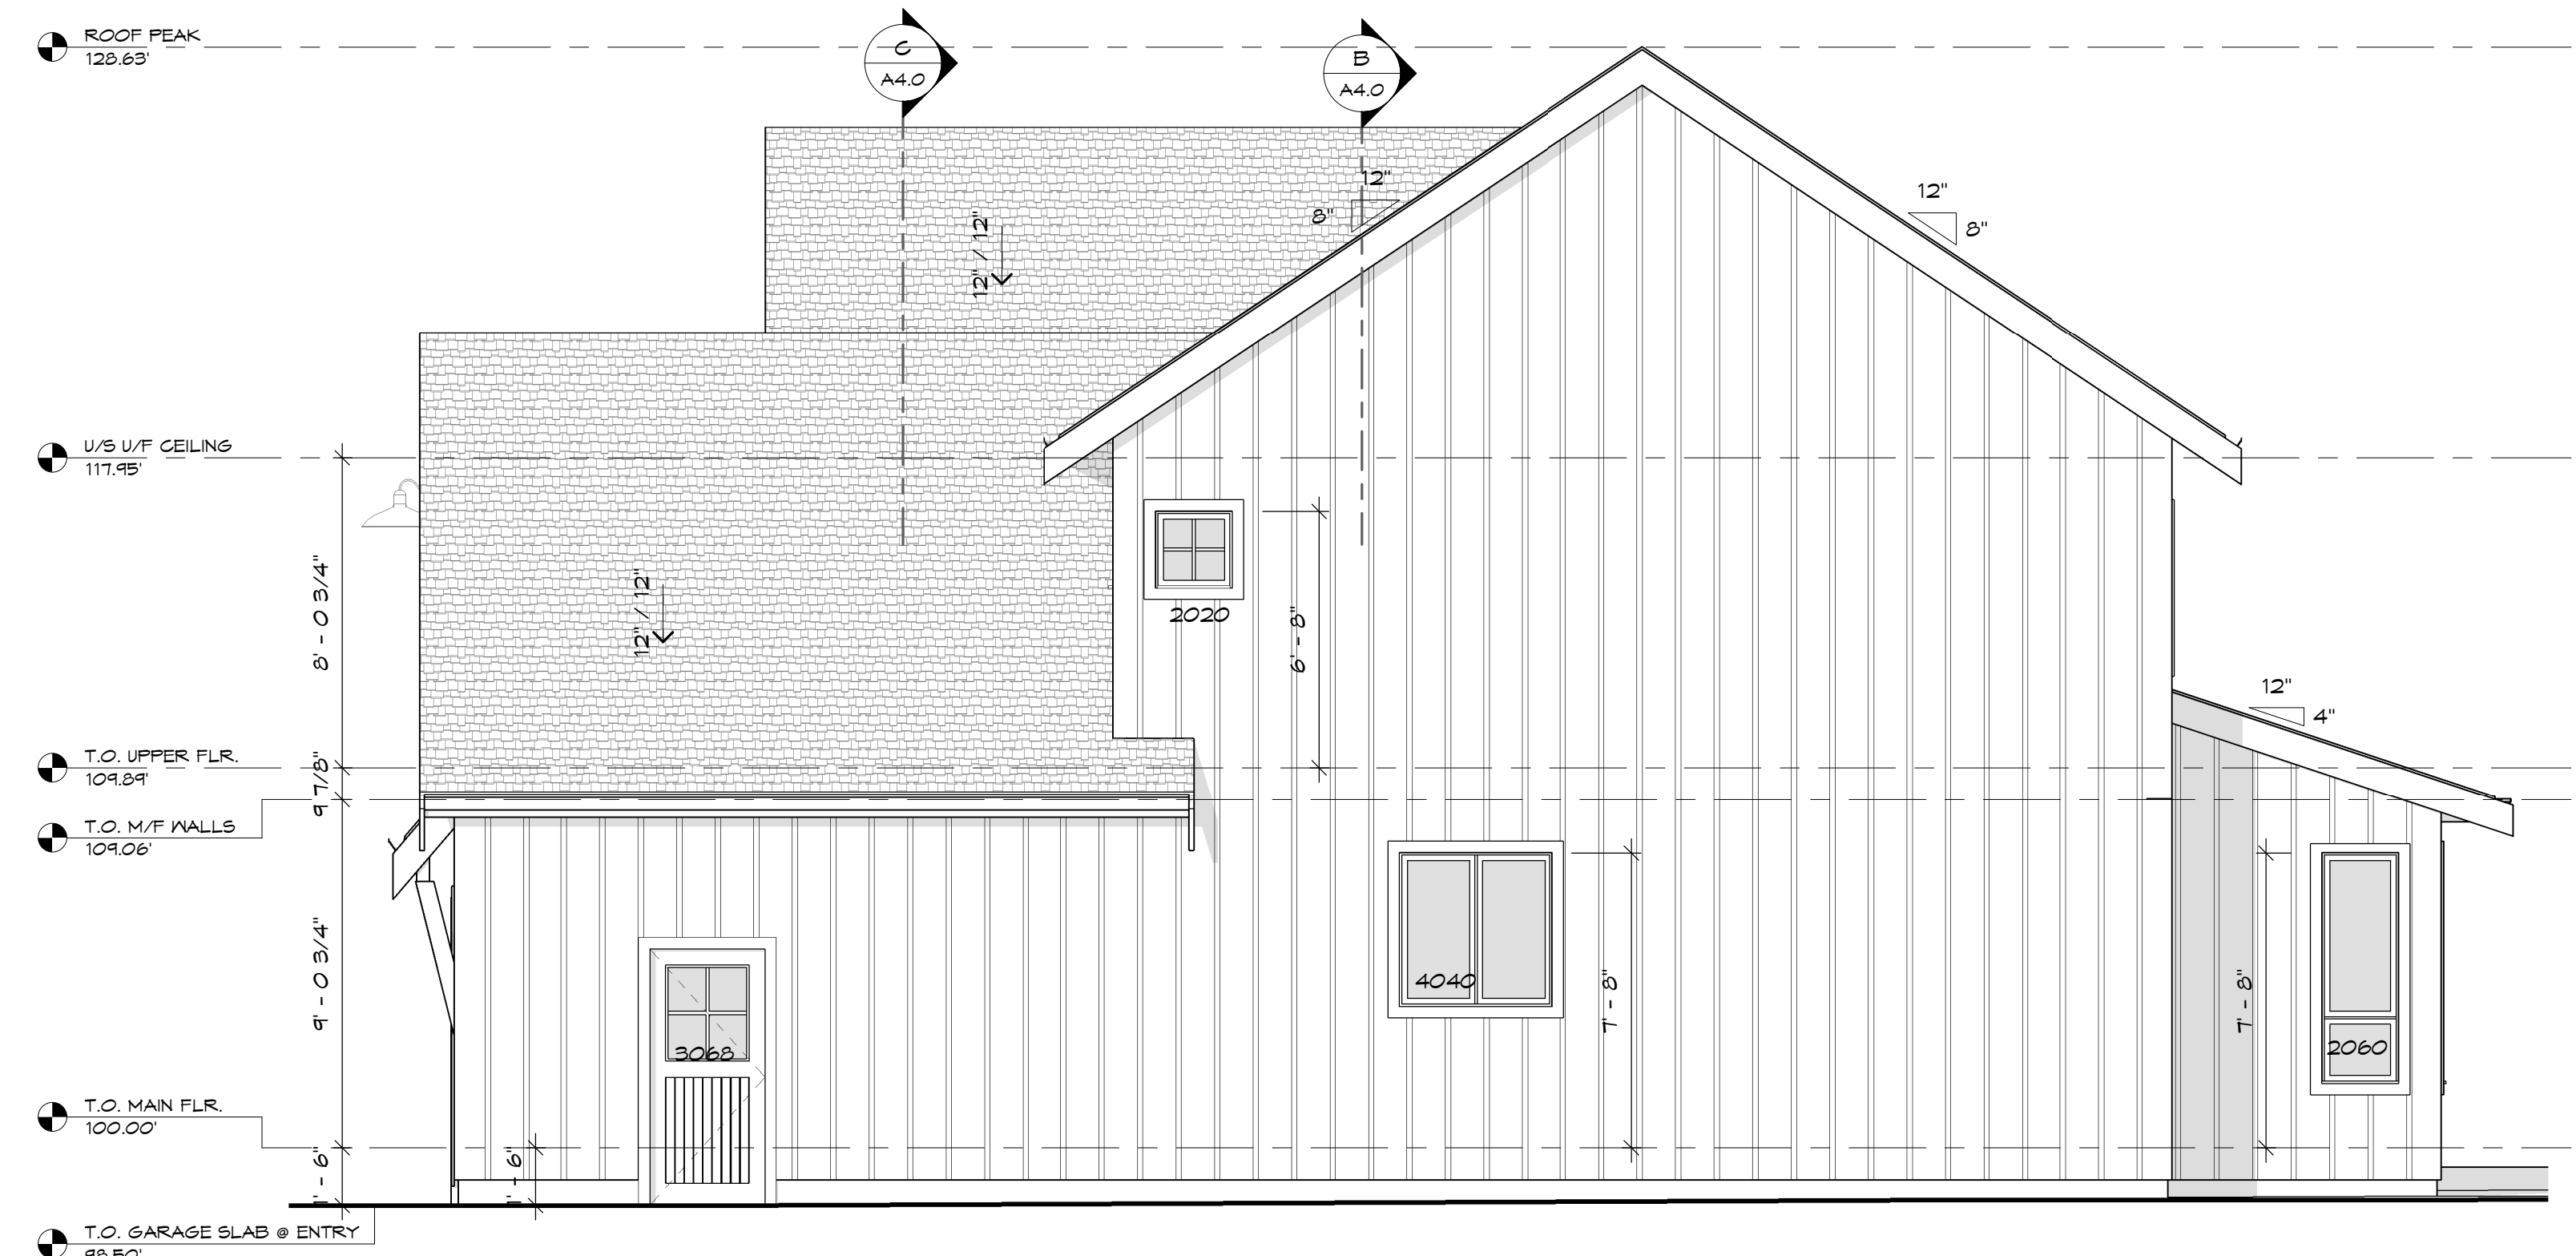 ROOF PEAK
128.63'
C
A4.0
B
A4.0
12"
8"
12"
8"
12" / 12"
U/S U/F CEILING
117.95'
8' - 0 3/4"
12" / 12"
2020
6' - 8"
12"
4"
T.O. UPPER FLR.
109.89'
9 7/8"
T.O. M/F WALLS
109.06'
9' - 0 3/4"
4040
7' - 8"
7' - 8"
3068
2060
T.O. MAIN FLR.
100.00'
1' - 6"
1' - 6"
T.O. GARAGE SLAB @ ENTRY
98.50'